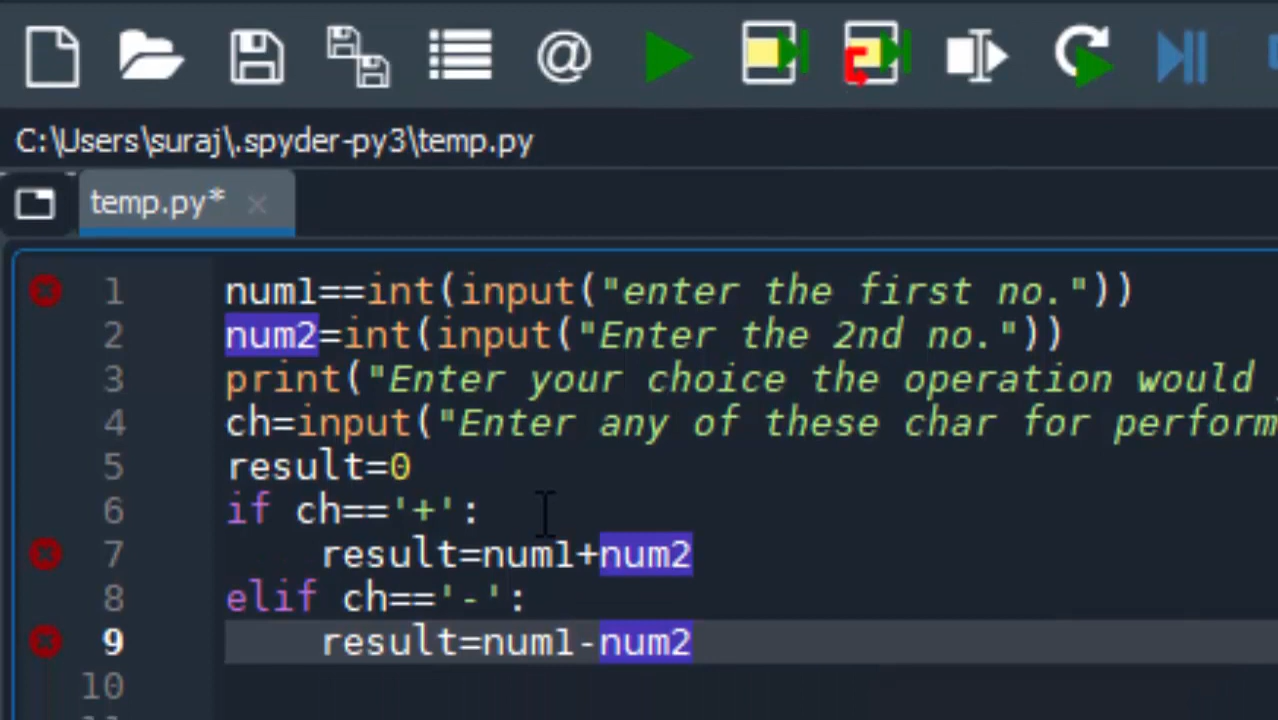 C:\Users\suraj\.spyder-py3\temp.py
temp.py*
1 num1==int(input("enter the first no."))
2 num2=int(input("Enter the 2nd no."))
3 print("Enter your choice the operation would
4 ch=input("Enter any of these char for perform
5 result=0
6 if ch=='+':
7 result=num1+num2
8 elif ch=='-':
9 result=num1-num2
10